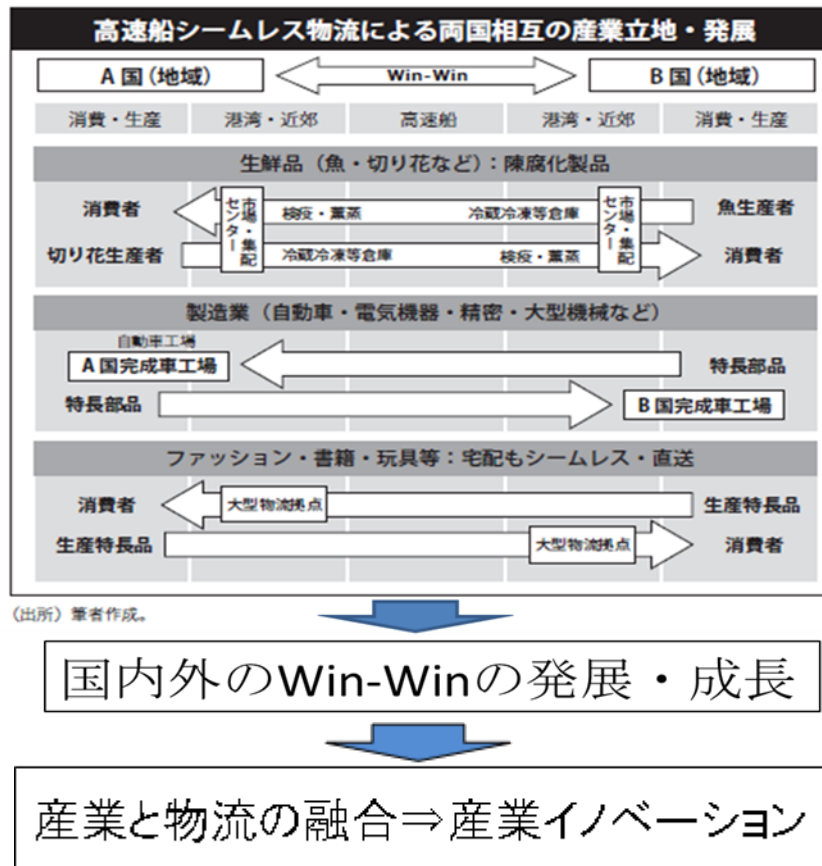 高速船シームレス物流による両国相互の産業立地・発展
A国(地域) Win-Win B国(地域)
消費・生産 港湾・近郊 高速船 港湾・近郊 消費・生産
生鮮品(魚・切り花など):陳腐化製品
消費者 市場・集配センター 検疫・薫蒸 冷蔵冷凍等倉庫 市場・集配センター 魚生産者
切り花生産者 冷蔵冷凍等倉庫 検疫・薫蒸 消費者
製造業(自動車・電気機器・精密・大型機械など)
自動車工場
A国完成車工場 特長部品
特長部品 B国完成車工場
ファッション・書籍・玩具等:宅配もシームレス・直送
消費者 大型物流拠点 生産特長品
生産特長品 大型物流拠点 消費者
(出所)筆者作成。
国内外のWin-Winの発展・成長
産業と物流の融合⇒産業イノベーション